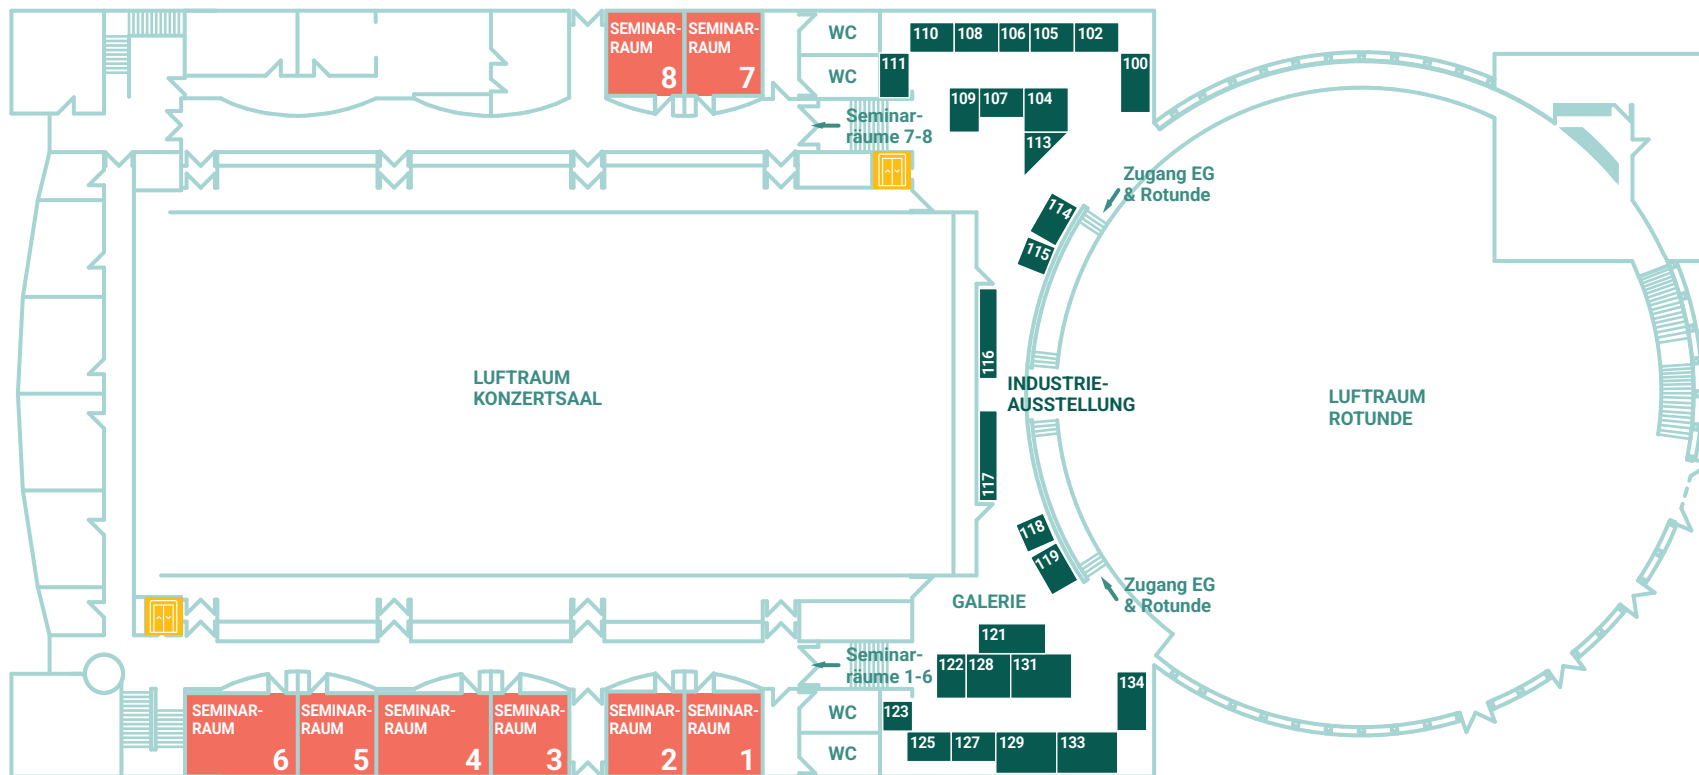 SEMINAR-
RAUM
8
SEMINAR-
RAUM
7
WC
WC
110
108
106
105
102
111
100
109
107
104
113
Seminar-
räume 7-8
Zugang EG
& Rotunde
114
115
116
LUFTRAUM
KONZERTSAAL
INDUSTRIE-
AUSSTELLUNG
LUFTRAUM
ROTUNDE
117
118
119
Zugang EG
& Rotunde
GALERIE
121
122
128
131
Seminar-
räume 1-6
134
SEMINAR-
RAUM
6
SEMINAR-
RAUM
5
SEMINAR-
RAUM
4
SEMINAR-
RAUM
3
SEMINAR-
RAUM
2
SEMINAR-
RAUM
1
WC
WC
123
125
127
129
133